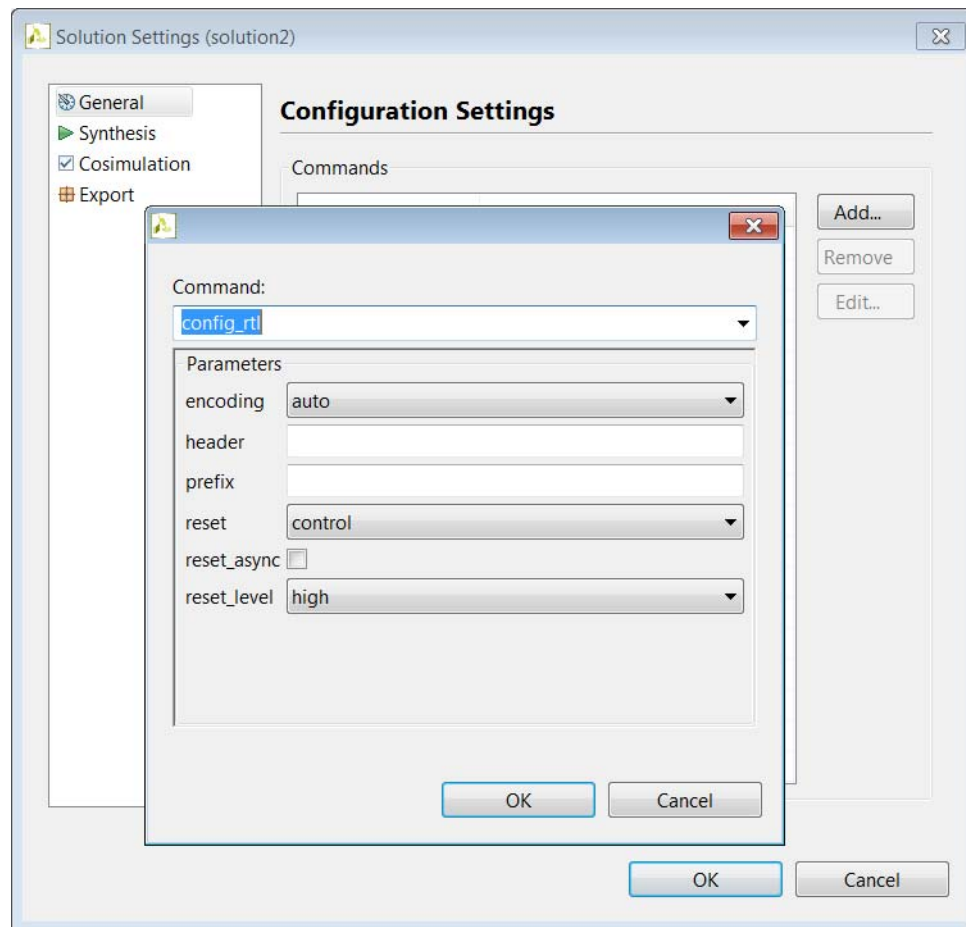 Solution Settings (solution2)
General
Synthesis
Cosimulation
Export
Configuration Settings
Commands
Add...
Remove
Edit...
Command:
config_rtl
Parameters
encoding auto
header
prefix
reset control
reset_async
reset_level high
OK Cancel
OK Cancel